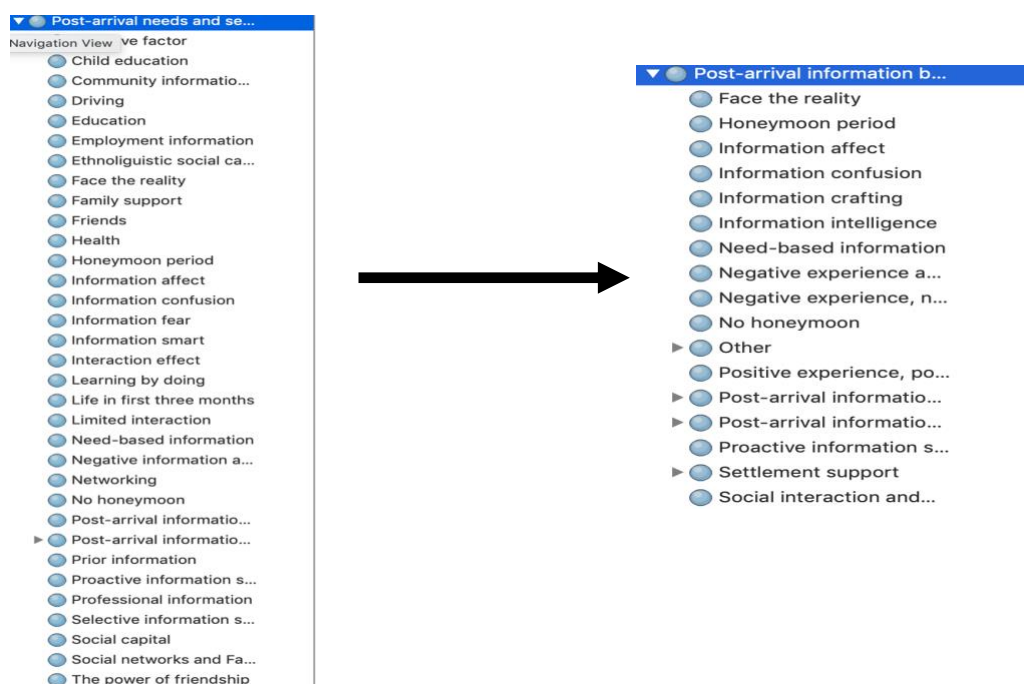 Post-arrival needs and se...
Navigation View
ve factor
Child education
Community informatio...
Driving
Education
Employment information
Ethnoliguistic social ca...
Face the reality
Family support
Friends
Health
Honeymoon period
Information affect
Information confusion
Information fear
Information smart
Interaction effect
Learning by doing
Life in first three months
Limited interaction
Need-based information
Negative information a...
Networking
No honeymoon
Post-arrival informatio...
Post-arrival informatio...
Prior information
Proactive information s...
Professional information
Selective information s...
Social capital
Social networks and Fa...
The power of friendship
Post-arrival information b...
Face the reality
Honeymoon period
Information affect
Information confusion
Information crafting
Information intelligence
Need-based information
Negative experience a...
Negative experience, n...
No honeymoon
Other
Positive experience, po...
Post-arrival informatio...
Post-arrival informatio...
Proactive information s...
Settlement support
Social interaction and...